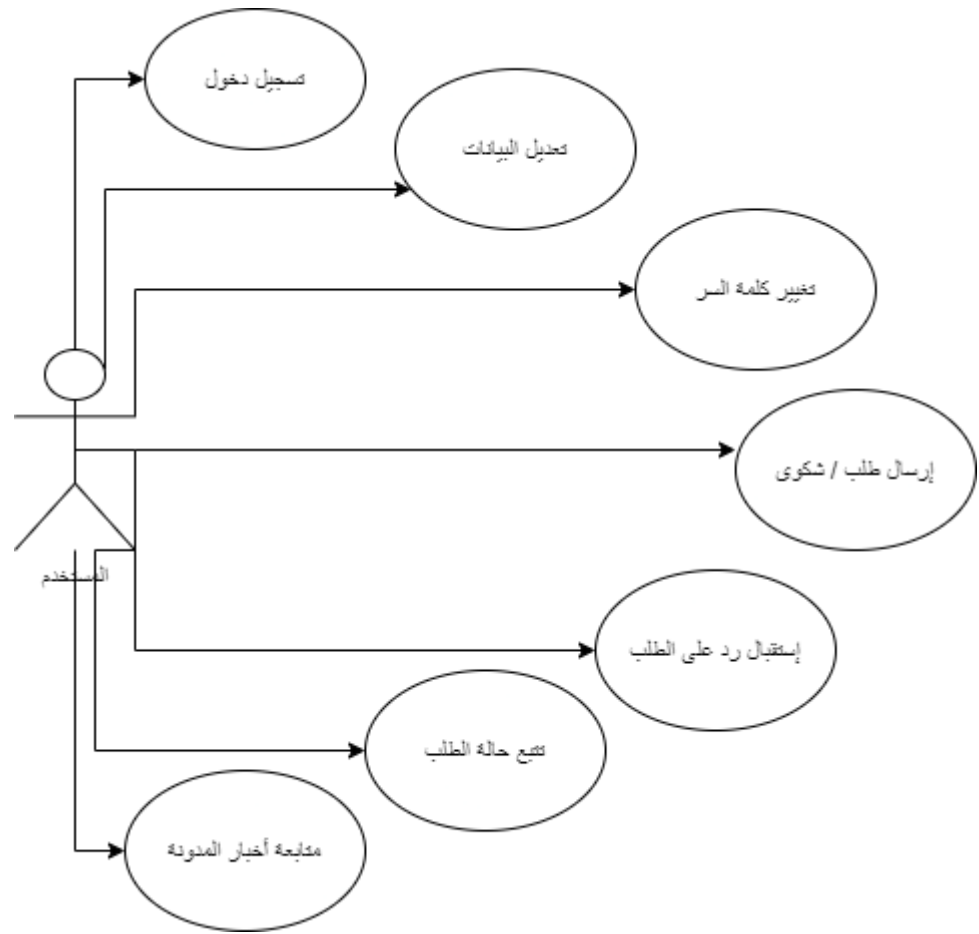 تسجيل دخول
تعديل البيانات
تغيير كلمة السر
إرسال طلب / شكوى
المستخدم
إستقبال رد على الطلب
تتبع حالة الطلب
متابعة أخبار المدونة